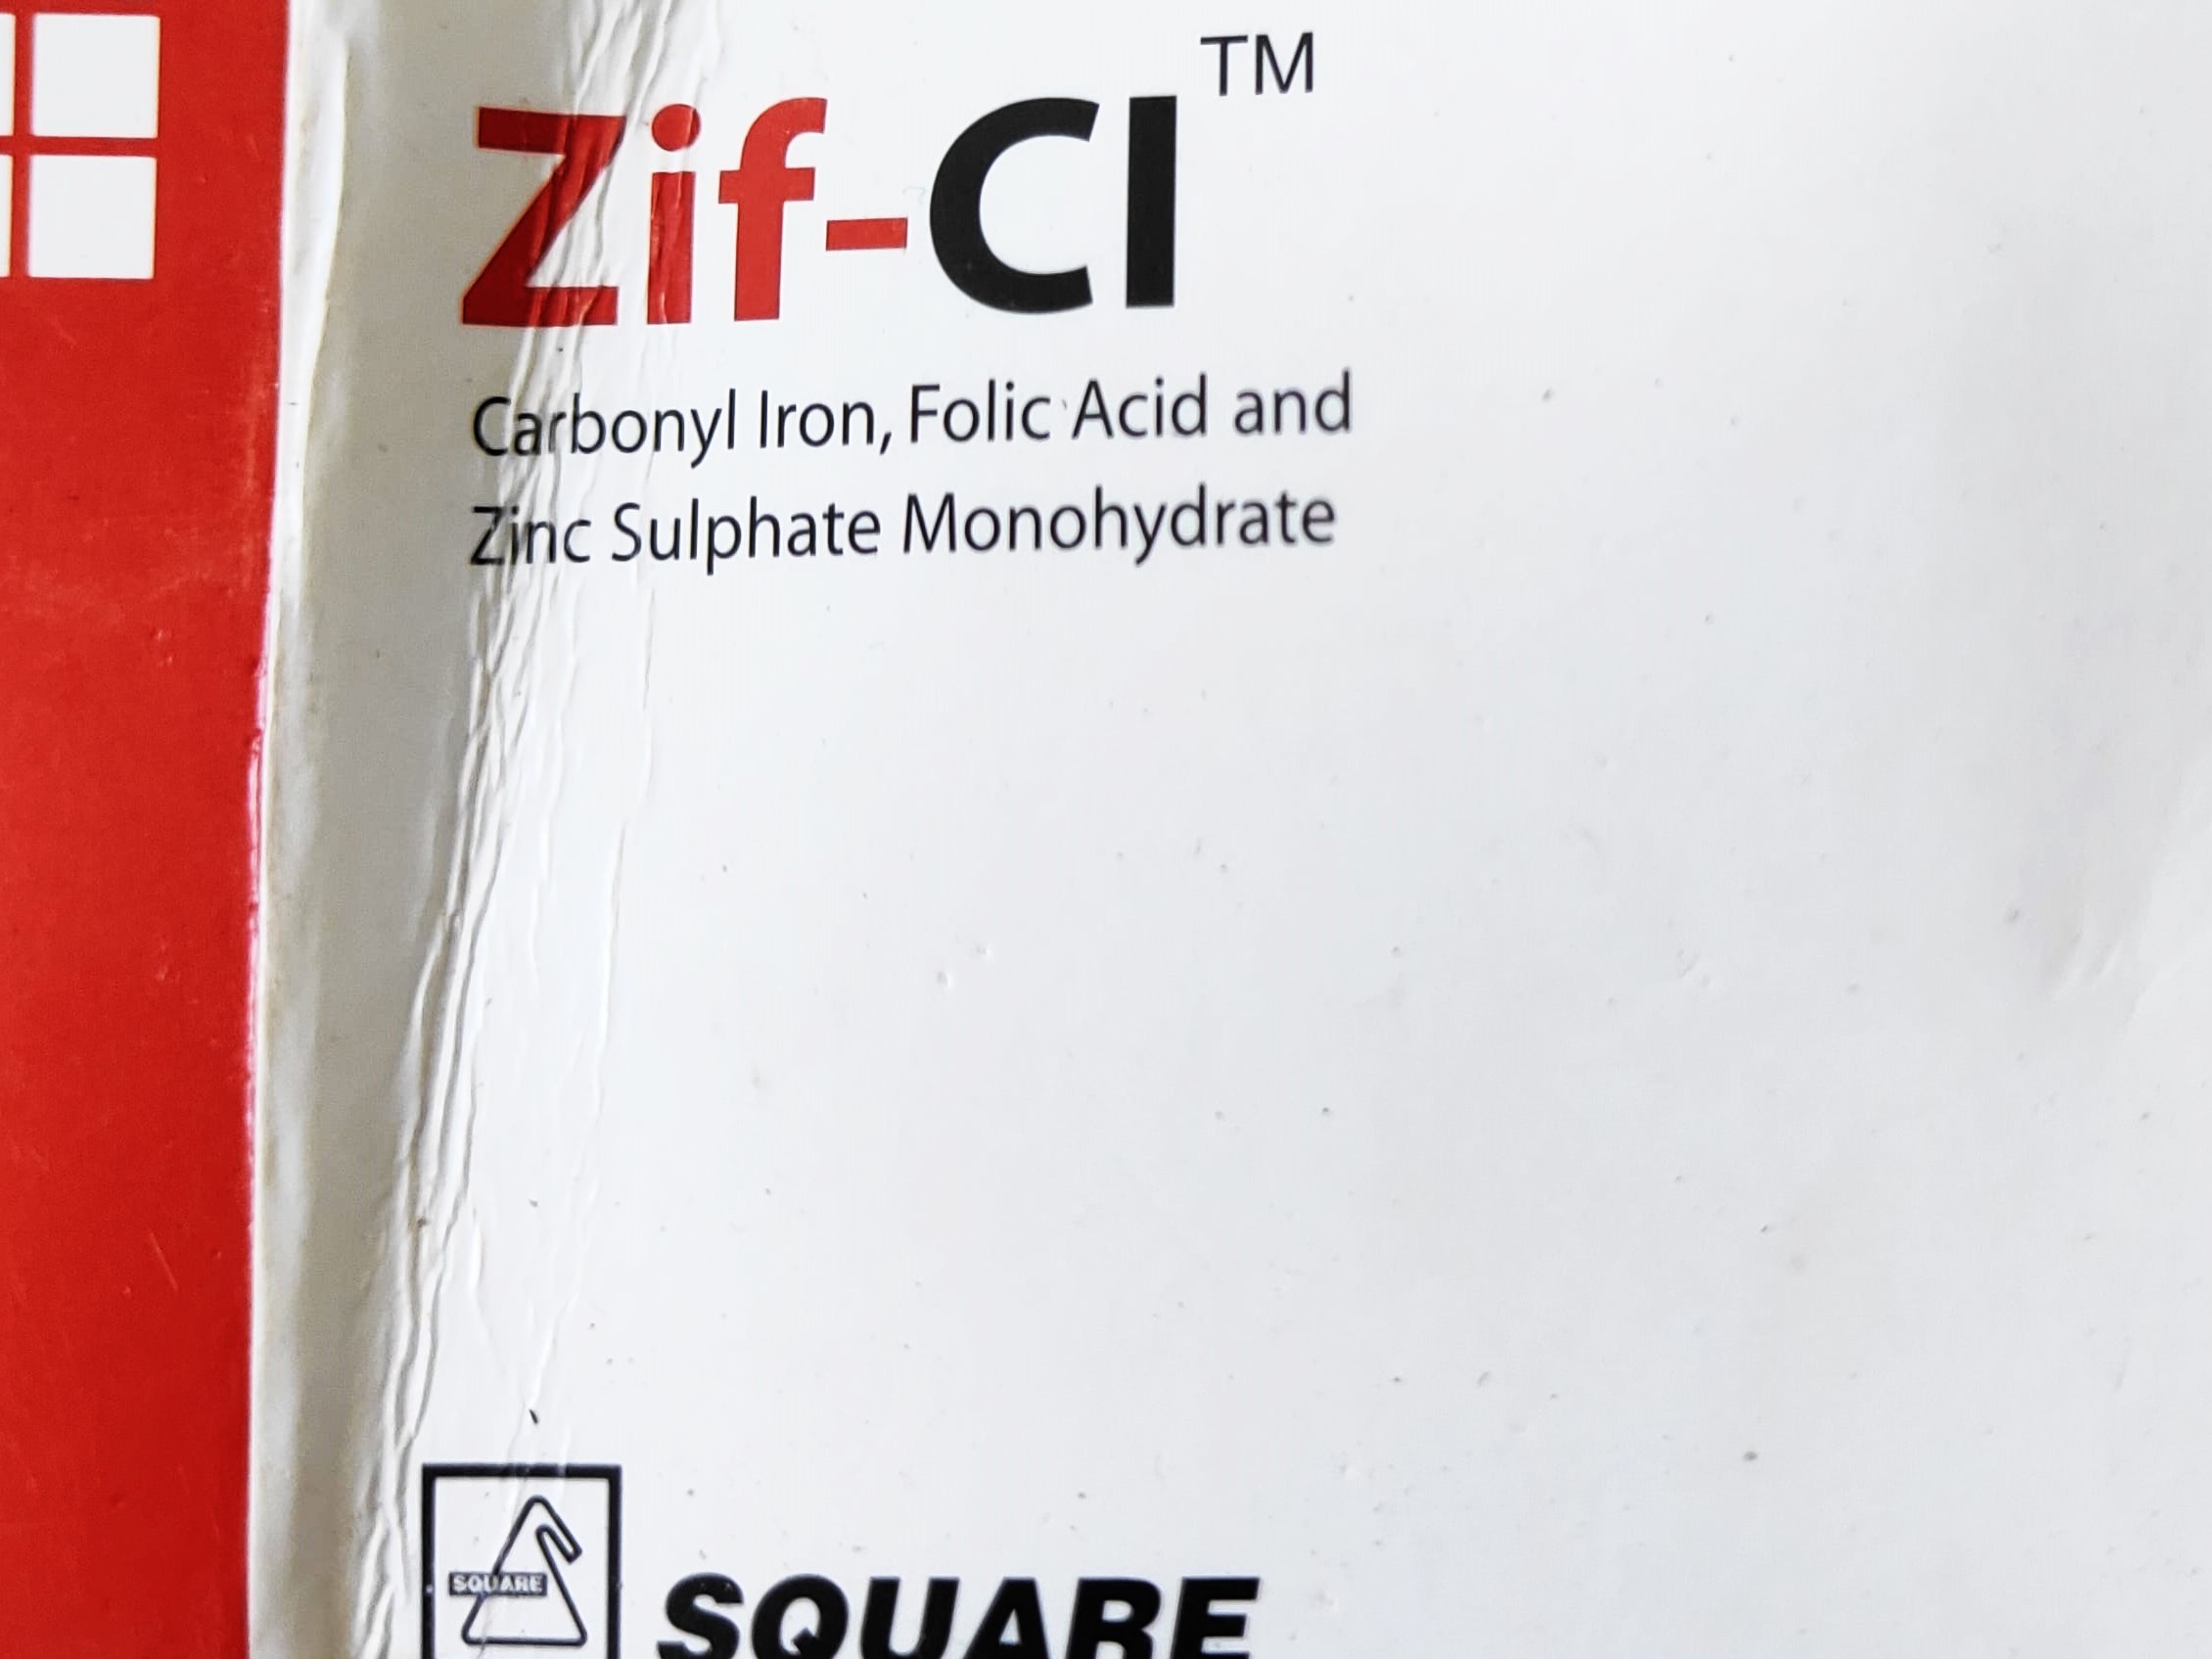 Zif-CI™
Carbonyl Iron, Folic Acid and
Zinc Sulphate Monohydrate
SQUARE
SQUARE